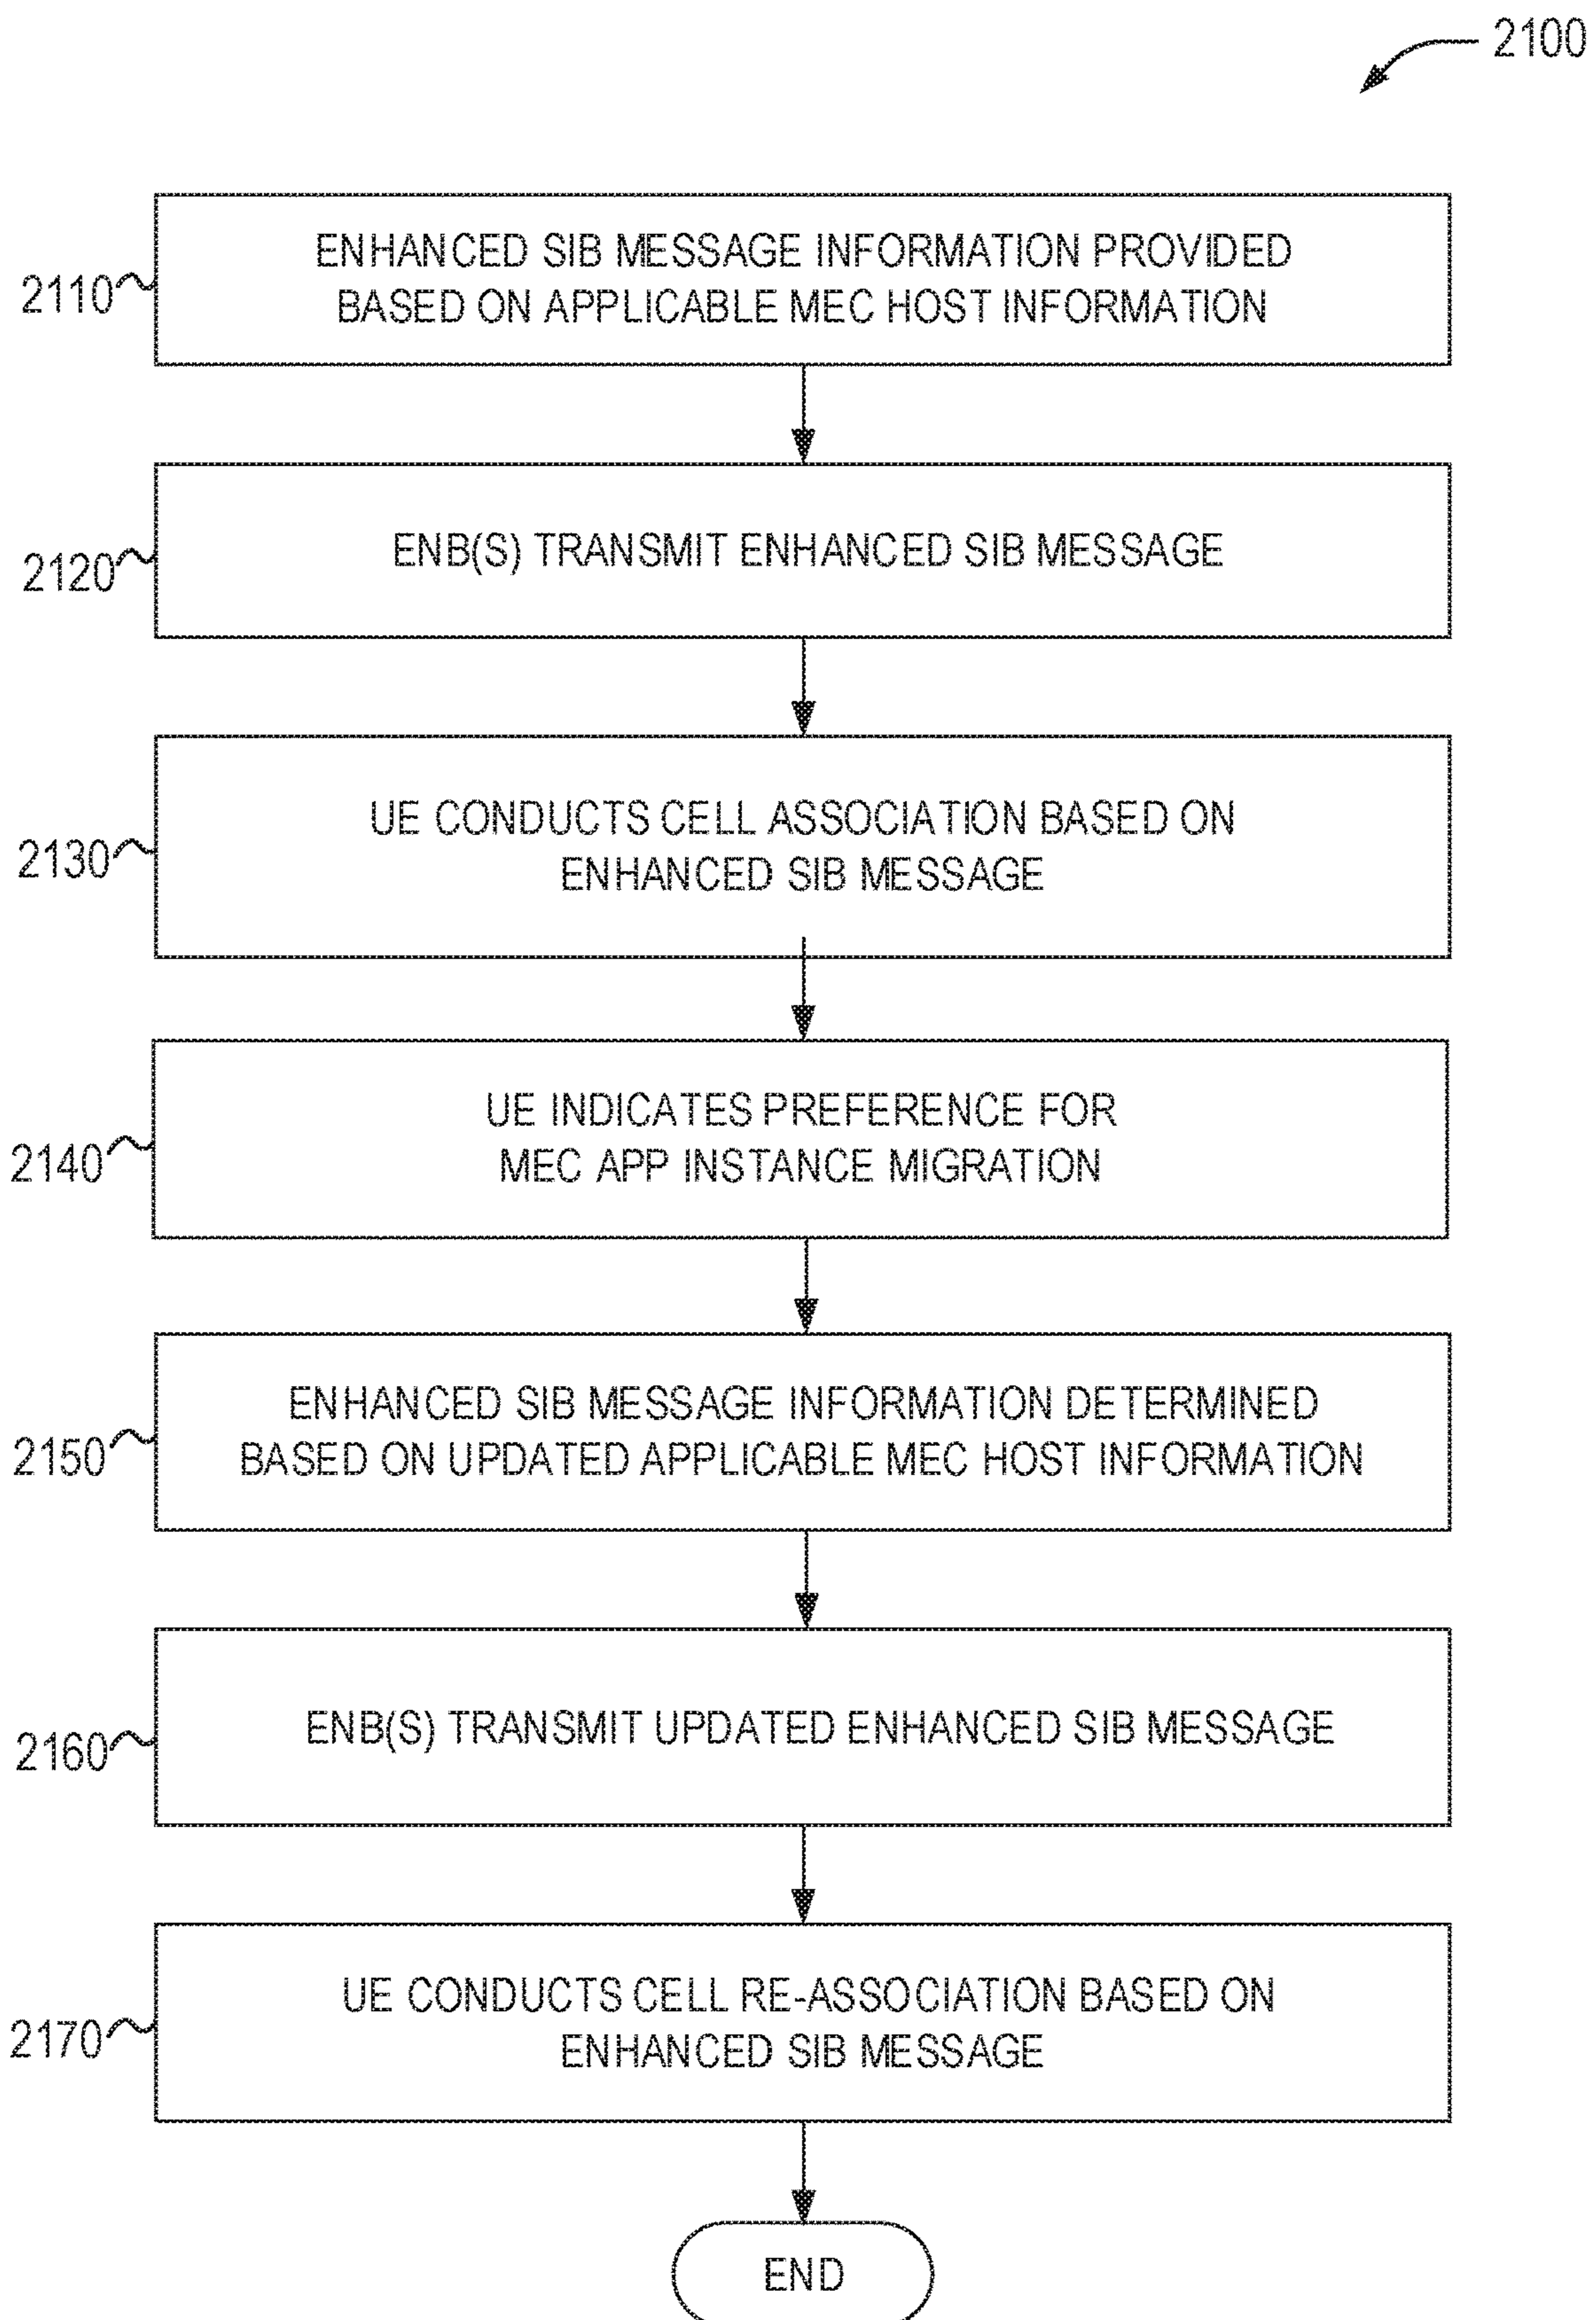 2100
2110
ENHANCED SIB MESSAGE INFORMATION PROVIDED
BASED ON APPLICABLE MEC HOST INFORMATION
2120
ENB(S) TRANSMIT ENHANCED SIB MESSAGE
2130
UE CONDUCTS CELL ASSOCIATION BASED ON
ENHANCED SIB MESSAGE
2140
UE INDICATES PREFERENCE FOR
MEC APP INSTANCE MIGRATION
2150
ENHANCED SIB MESSAGE INFORMATION DETERMINED
BASED ON UPDATED APPLICABLE MEC HOST INFORMATION
2160
ENB(S) TRANSMIT UPDATED ENHANCED SIB MESSAGE
2170
UE CONDUCTS CELL RE-ASSOCIATION BASED ON
ENHANCED SIB MESSAGE
END